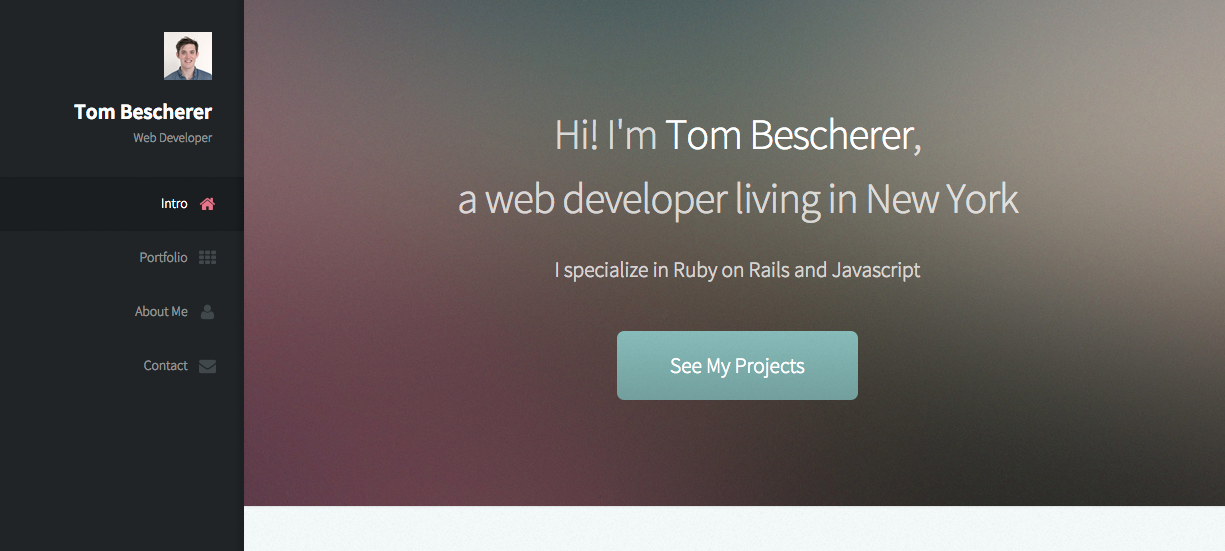 Tom Bescherer
Web Developer
Intro
Portfolio
About Me
Contact
Hi! I'm Tom Bescherer,
a web developer living in New York
I specialize in Ruby on Rails and Javascript
See My Projects